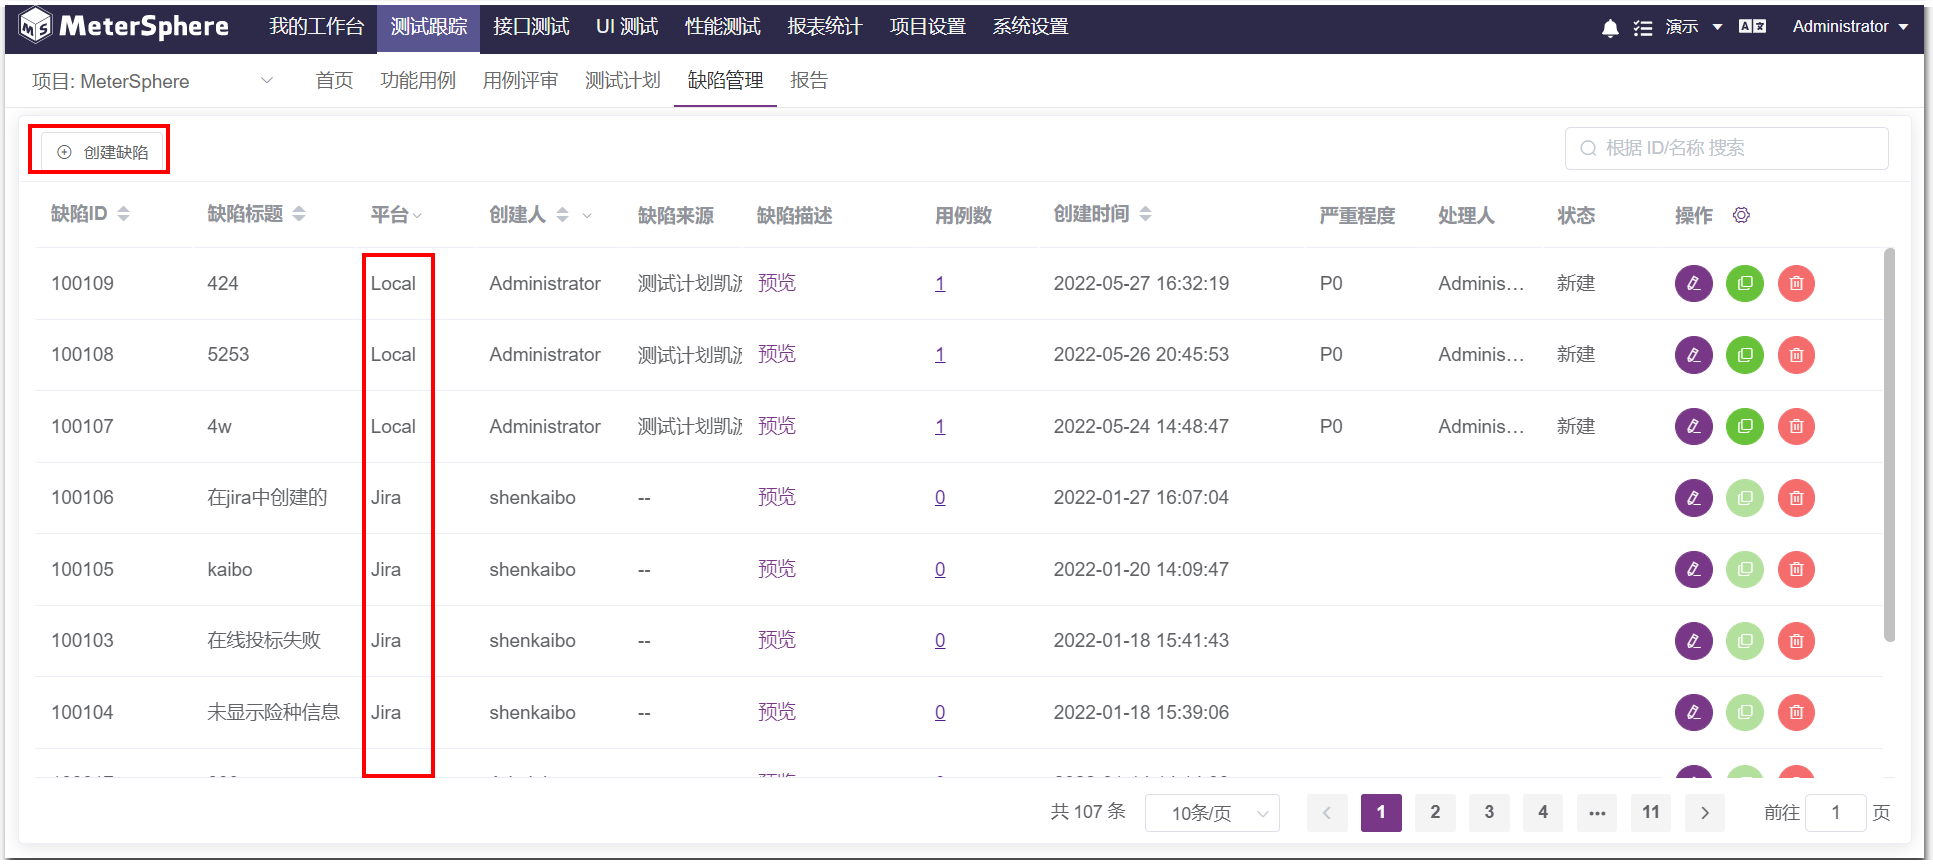 MeterSphere 我的工作台 测试跟踪 接口测试 UI 测试 性能测试 报表统计 项目设置 系统设置 演示 Administrator
项目: MeterSphere 首页 功能用例 用例评审 测试计划 缺陷管理 报告
创建缺陷 根据 ID/名称 搜索
缺陷ID 缺陷标题 平台 创建人 缺陷来源 缺陷描述 用例数 创建时间 严重程度 处理人 状态 操作
100109 424 Local Administrator 测试计划凯 预览 1 2022-05-27 16:32:19 P0 Adminis... 新建
100108 5253 Local Administrator 测试计划凯 预览 1 2022-05-26 20:45:53 P0 Adminis... 新建
100107 4w Local Administrator 测试计划凯 预览 1 2022-05-24 14:48:47 P0 Adminis... 新建
100106 在jira中创建的 Jira shenkaibo -- 预览 0 2022-01-27 16:07:04
100105 kaibo Jira shenkaibo -- 预览 0 2022-01-20 14:09:47
100103 在线投标失败 Jira shenkaibo -- 预览 0 2022-01-18 15:41:43
100104 未显示险种信息 Jira shenkaibo -- 预览 0 2022-01-18 15:39:06
共 107 条 10条/页 1 2 3 4 ... 11 前往 1 页